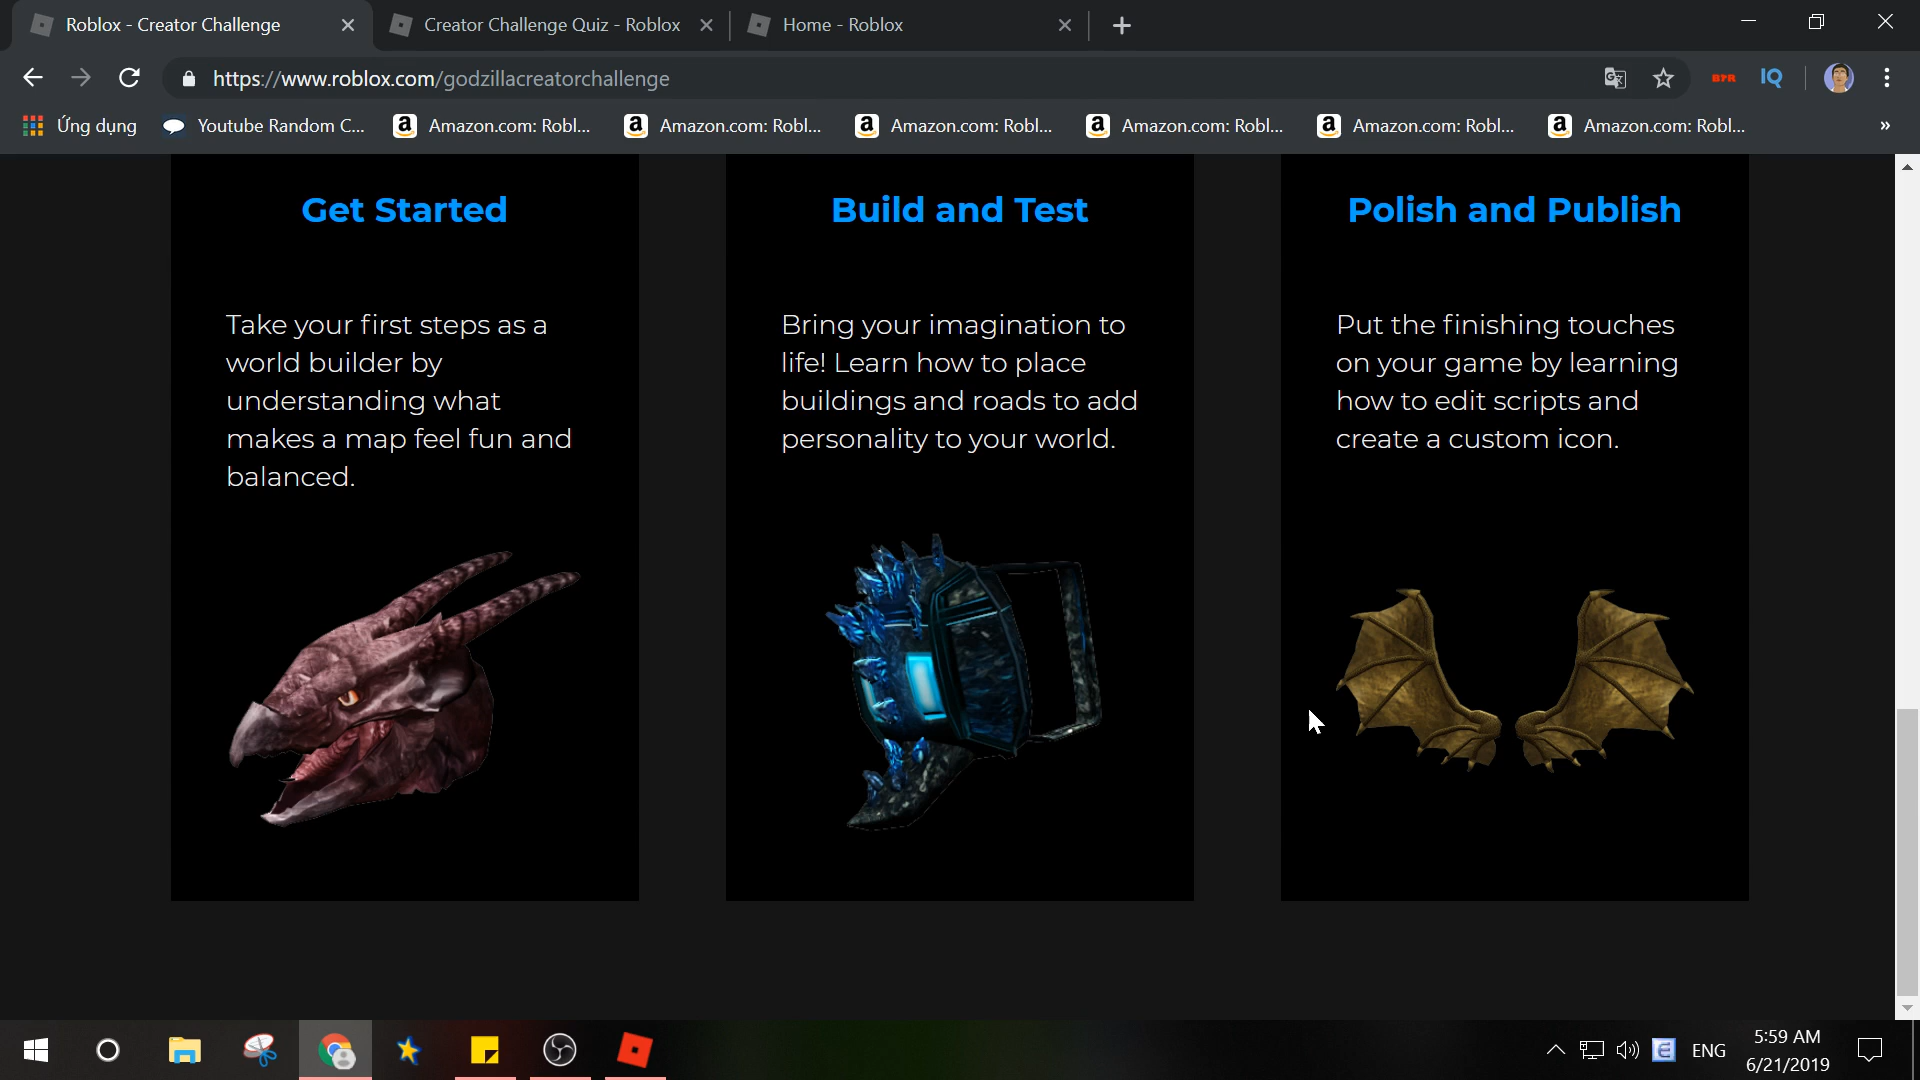 Roblox - Creator Challenge
Creator Challenge Quiz - Roblox
Home - Roblox
https://www.roblox.com/godzillacreatorchallenge
IQ
Ứng dụng
Youtube Random C...
Amazon.com: Robl...
Amazon.com: Robl...
Amazon.com: Robl...
Amazon.com: Robl...
Amazon.com: Robl...
Amazon.com: Robl...
Get Started
Take your first steps as a
world builder by
understanding what
makes a map feel fun and
balanced.
Build and Test
Bring your imagination to
life! Learn how to place
buildings and roads to add
personality to your world.
Polish and Publish
Put the finishing touches
on your game by learning
how to edit scripts and
create a custom icon.
ENG
5:59 AM
6/21/2019